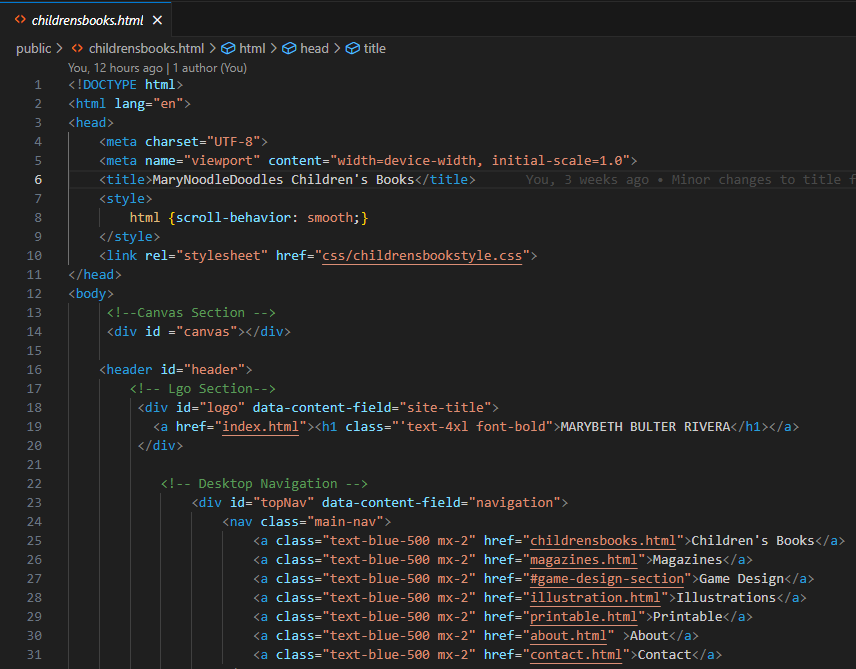 childrensbooks.html
public > childrensbooks.html > html > head > title
You, 12 hours ago | 1 author (You)
1 <!DOCTYPE html>
2 <html lang="en">
3 <head>
4 <meta charset="UTF-8">
5 <meta name="viewport" content="width=device-width, initial-scale=1.0">
6 <title>MaryNoodleDoodles Children's Books</title> You, 3 weeks ago • Minor changes to title f
7 <style>
8 html {scroll-behavior: smooth;}
9 </style>
10 <link rel="stylesheet" href="css/childrensbookstyle.css">
11 </head>
12 <body>
13 <!--Canvas Section -->
14 <div id ="canvas"></div>
15
16 <header id="header">
17 <!-- Lgo Section-->
18 <div id="logo" data-content-field="site-title">
19 <a href="index.html"><h1 class="'text-4xl font-bold">MARYBETH BULTER RIVERA</h1></a>
20 </div>
21
22 <!-- Desktop Navigation -->
23 <div id="topNav" data-content-field="navigation">
24 <nav class="main-nav">
25 <a class="text-blue-500 mx-2" href="childrensbooks.html">Children's Books</a>
26 <a class="text-blue-500 mx-2" href="magazines.html">Magazines</a>
27 <a class="text-blue-500 mx-2" href="#game-design-section">Game Design</a>
28 <a class="text-blue-500 mx-2" href="illustration.html">Illustrations</a>
29 <a class="text-blue-500 mx-2" href="printable.html">Printable</a>
30 <a class="text-blue-500 mx-2" href="about.html" >About</a>
31 <a class="text-blue-500 mx-2" href="contact.html">Contact</a>